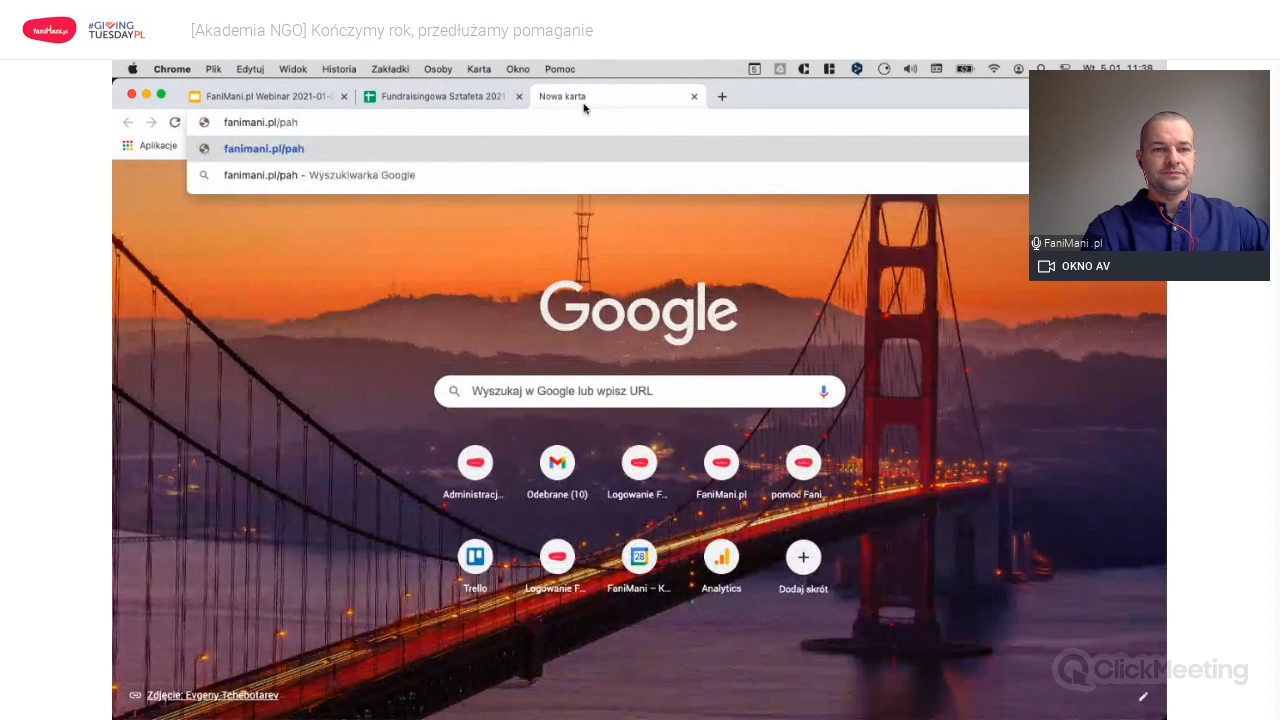 faniMani.pl
#GIVING
TUESDAYPL
[Akademia NGO] Kończymy rok, przedłużamy pomaganie
Chrome Plik Edytuj Widok Historia Zakładki Osoby Karta Okno Pomoc
Wt. 5.01 11:38
FaniMani.pl Webinar 2021-01-
Fundraisingowa Sztafeta 2021
Nowa karta
fanimani.pl/pah
Aplikacje
fanimani.pl/pah
fanimani.pl/pah - Wyszukiwarka Google
FaniMani .pl
OKNO AV
Google
Wyszukaj w Google lub wpisz URL
Administracj...
Odebrane (10)
Logowanie F...
FaniMani.pl
pomoc Fani...
28
Trello
Logowanie F...
FaniMani – K...
Analytics
Dodaj skrót
ClickMeeting
Zdjęcie: Evgeny Tchebotarev